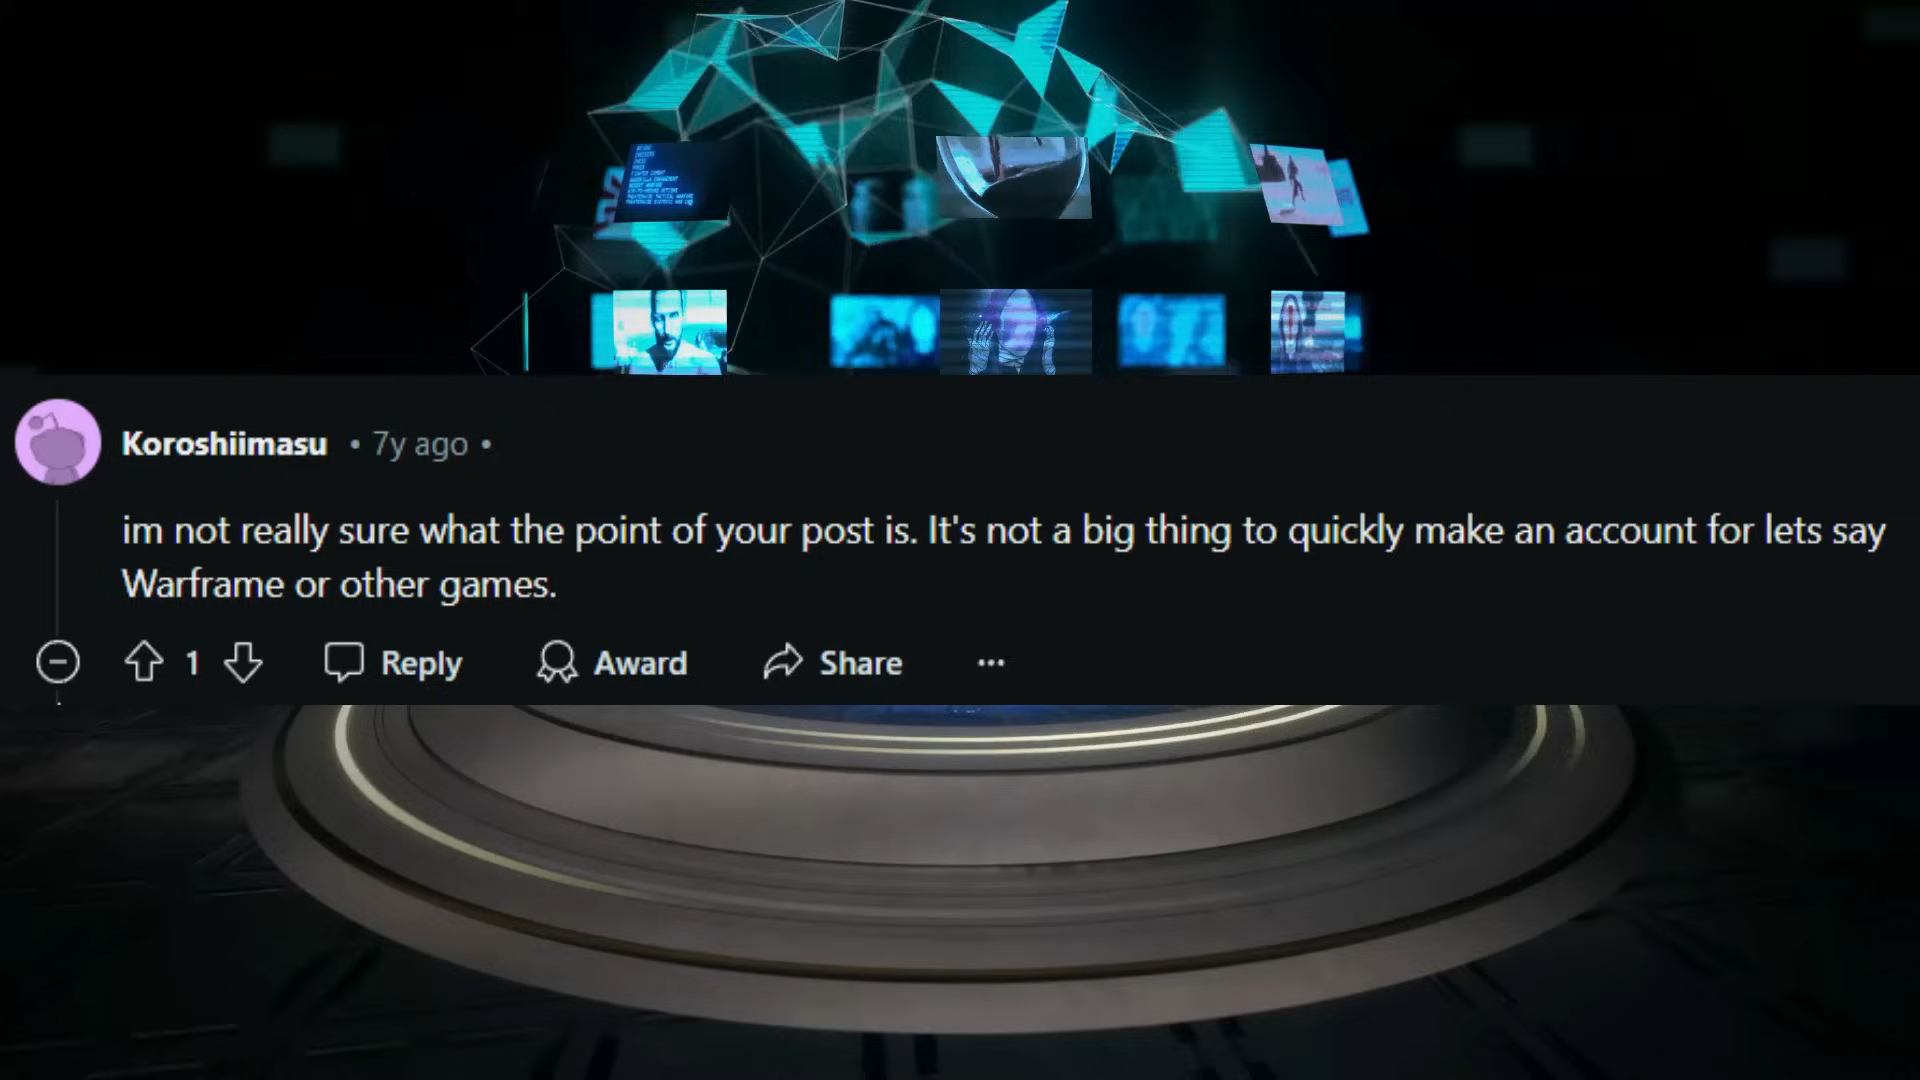 Koroshiimasu • 7y ago •
im not really sure what the point of your post is. It's not a big thing to quickly make an account for lets say
Warframe or other games.
1 Reply Award Share ···